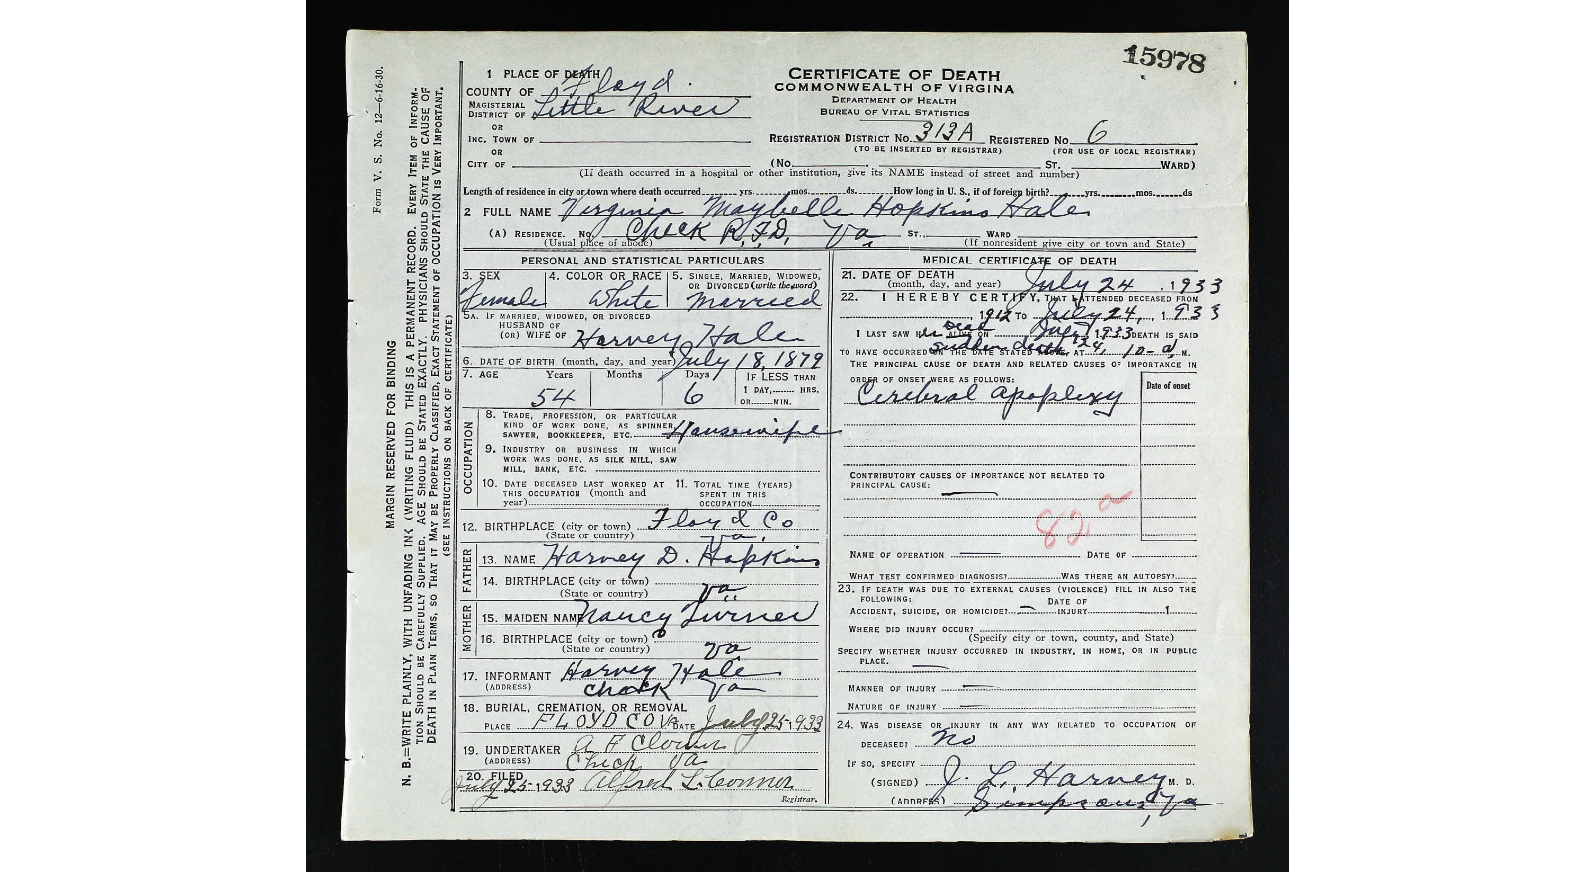 15978
Form V. S. No. 12—6-16-30.
MARGIN RESERVED FOR BINDING
N. B.—WRITE PLAINLY, WITH UNFADING INK (WRITING FLUID) THIS IS A PERMANENT RECORD. EVERY ITEM OF INFORMATION SHOULD BE CAREFULLY SUPPLIED. AGE SHOULD BE STATED EXACTLY. PHYSICIANS SHOULD STATE THE CAUSE OF DEATH IN PLAIN TERMS, SO THAT IT MAY BE PROPERLY CLASSIFIED, EXACT STATEMENT OF OCCUPATION IS VERY IMPORTANT.
(SEE INSTRUCTIONS ON BACK OF CERTIFICATE)
CERTIFICATE OF DEATH
COMMONWEALTH OF VIRGINA
DEPARTMENT OF HEALTH
BUREAU OF VITAL STATISTICS
1 PLACE OF DEATH
COUNTY OF Floyd
MAGISTERIAL DISTRICT OF Little River
OR
INC. TOWN OF
OR
CITY OF
REGISTRATION DISTRICT No. 313A REGISTERED No. 6
(TO BE INSERTED BY REGISTRAR) (FOR USE OF LOCAL REGISTRAR)
(No. ST. WARD)
(If death occurred in a hospital or other institution, give its NAME instead of street and number)
Length of residence in city or town where death occurred yrs. mos. ds. How long in U. S., if of foreign birth? yrs. mos. ds
2 FULL NAME Virginia Maybelle Hopkins Hale
(A) RESIDENCE. No. Check R.F.D. Va ST. WARD
(Usual place of abode) (If nonresident give city or town and State)
PERSONAL AND STATISTICAL PARTICULARS
3. SEX Female
4. COLOR OR RACE White
5. SINGLE, MARRIED, WIDOWED, OR DIVORCED (write the word) Married
5A. IF MARRIED, WIDOWED, OR DIVORCED
HUSBAND OF
(OR) WIFE OF Harvey Hale
6. DATE OF BIRTH (month, day, and year) July 18, 1879
7. AGE Years Months Days IF LESS THAN
1 DAY, HRS.
OR MIN.
54 6
OCCUPATION
8. TRADE, PROFESSION, OR PARTICULAR
KIND OF WORK DONE, AS SPINNER,
SAWYER, BOOKKEEPER, ETC. Housewife
9. INDUSTRY OR BUSINESS IN WHICH
WORK WAS DONE, AS SILK MILL, SAW
MILL, BANK, ETC.
10. DATE DECEASED LAST WORKED AT
THIS OCCUPATION (month and
year)
11. TOTAL TIME (YEARS)
SPENT IN THIS
OCCUPATION
12. BIRTHPLACE (city or town) Floyd Co
(State or country) Va.
FATHER
13. NAME Harvey D. Hopkins
14. BIRTHPLACE (city or town)
(State or country) Va
MOTHER
15. MAIDEN NAME Nancy Turner
16. BIRTHPLACE (city or town)
(State or country) Va
17. INFORMANT Harvey Hale
(ADDRESS) Check Va
18. BURIAL, CREMATION, OR REMOVAL
PLACE FLOYD CO VA DATE July 25, 1933
19. UNDERTAKER A F Clower
(ADDRESS) Check Va
20. FILED July 25-1933 Alfred L. Connor
Registrar.
MEDICAL CERTIFICATE OF DEATH
21. DATE OF DEATH July 24, 1933
(month, day, and year)
22. I HEREBY CERTIFY, THAT I ATTENDED DECEASED FROM
, 1912 TO July 24, 1933
I LAST SAW H ER ALIVE ON Dead July 1933 DEATH IS SAID
TO HAVE OCCURRED ON THE DATE STATED ABOVE, AT sudden death 24, 10-a M.
THE PRINCIPAL CAUSE OF DEATH AND RELATED CAUSES OF IMPORTANCE IN
ORDER OF ONSET WERE AS FOLLOWS: Date of onset
Cerebral apoplexy
CONTRIBUTORY CAUSES OF IMPORTANCE NOT RELATED TO
PRINCIPAL CAUSE:
82a
NAME OF OPERATION DATE OF
WHAT TEST CONFIRMED DIAGNOSIS? WAS THERE AN AUTOPSY?
23. IF DEATH WAS DUE TO EXTERNAL CAUSES (VIOLENCE) FILL IN ALSO THE
FOLLOWING:
ACCIDENT, SUICIDE, OR HOMICIDE? DATE OF INJURY 1
WHERE DID INJURY OCCUR?
(Specify city or town, county, and State)
SPECIFY WHETHER INJURY OCCURRED IN INDUSTRY, IN HOME, OR IN PUBLIC
PLACE.
MANNER OF INJURY
NATURE OF INJURY
24. WAS DISEASE OR INJURY IN ANY WAY RELATED TO OCCUPATION OF
DECEASED? No
IF SO, SPECIFY
(SIGNED) J. L. Harvey M. D.
(ADDRESS) Simpsons, Va